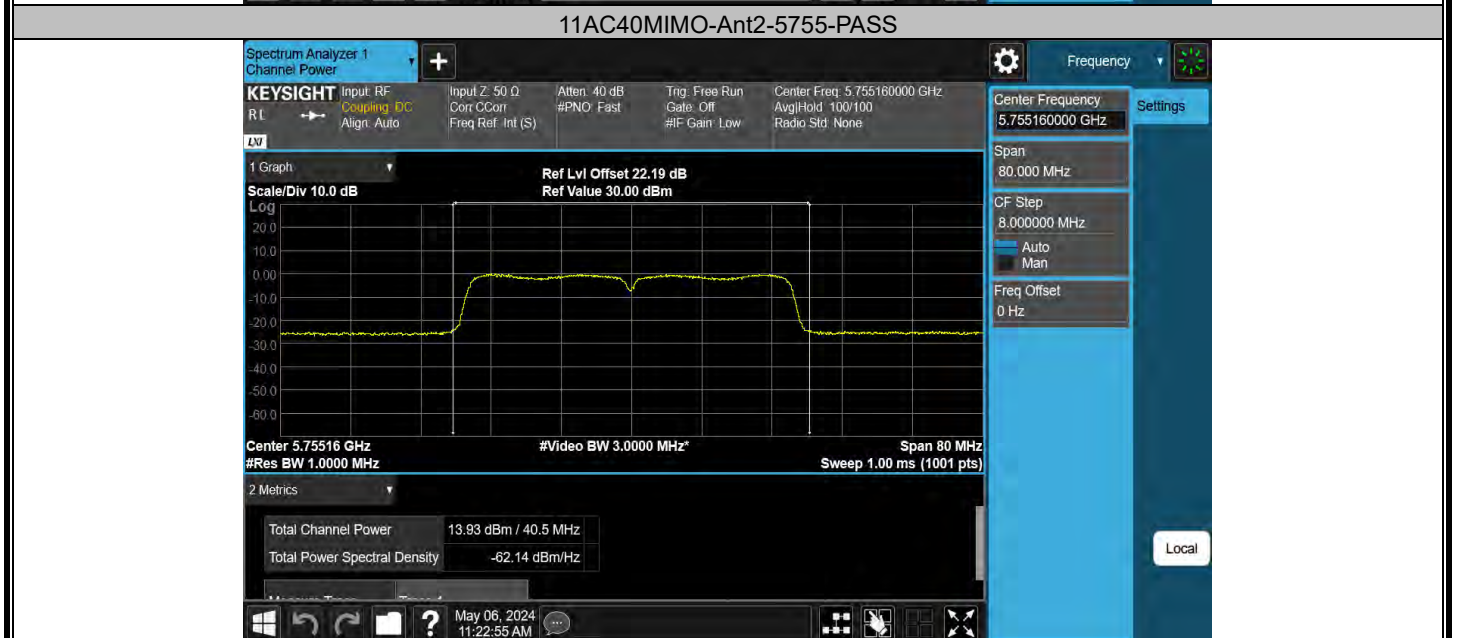 11AC40MIMO-Ant2-5755-PASS
Spectrum Analyzer 1
Channel Power
Frequency
KEYSIGHT
R L
LXI
Input: RF
Coupling: DC
Align: Auto
Input Z: 50 Ω
Corr CCorr
Freq Ref: Int (S)
Atten: 40 dB
#PNO: Fast
Trig: Free Run
Gate: Off
#IF Gain: Low
Center Freq: 5.755160000 GHz
Avg|Hold: 100/100
Radio Std: None
Center Frequency
5.755160000 GHz
Settings
Span
80.000 MHz
CF Step
8.000000 MHz
Auto
Man
Freq Offset
0 Hz
1 Graph
Scale/Div 10.0 dB
Ref Lvl Offset 22.19 dB
Ref Value 30.00 dBm
Log
20.0
10.0
0.00
-10.0
-20.0
-30.0
-40.0
-50.0
-60.0
Center 5.75516 GHz
#Res BW 1.0000 MHz
#Video BW 3.0000 MHz*
Span 80 MHz
Sweep 1.00 ms (1001 pts)
2 Metrics
Total Channel Power 13.93 dBm / 40.5 MHz
Total Power Spectral Density -62.14 dBm/Hz
Local
?
May 06, 2024
11:22:55 AM